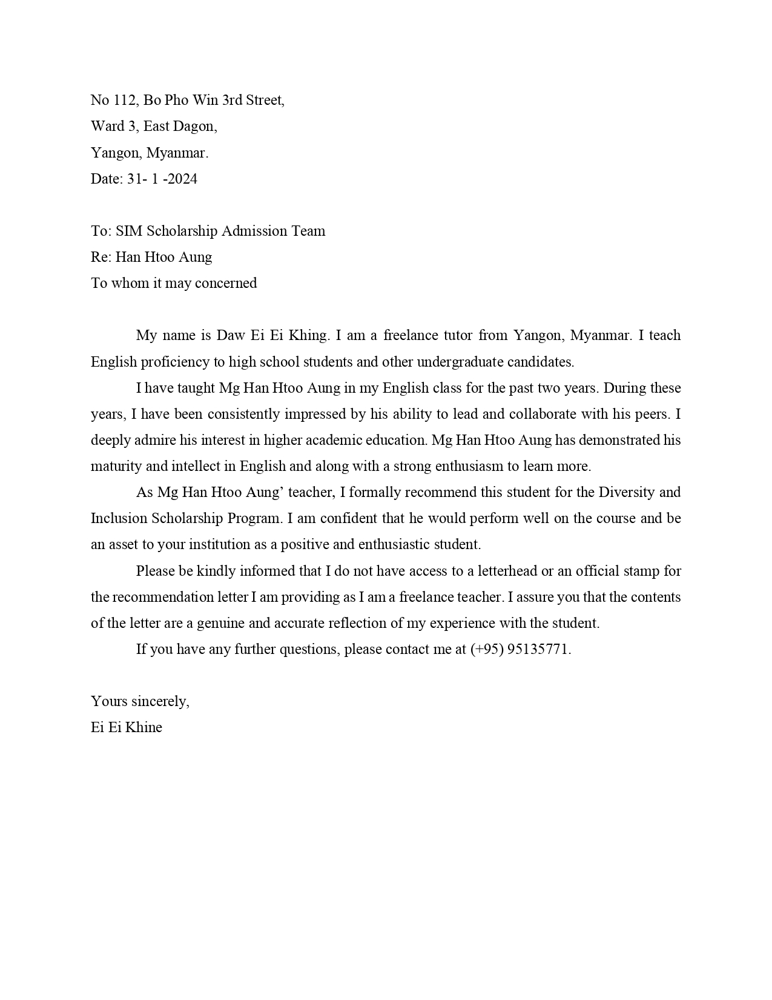 No 112, Bo Pho Win 3rd Street,
Ward 3, East Dagon,
Yangon, Myanmar.
Date: 31- 1 -2024
To: SIM Scholarship Admission Team
Re: Han Htoo Aung
To whom it may concerned
My name is Daw Ei Ei Khing. I am a freelance tutor from Yangon, Myanmar. I teach
English proficiency to high school students and other undergraduate candidates.
I have taught Mg Han Htoo Aung in my English class for the past two years. During these
years, I have been consistently impressed by his ability to lead and collaborate with his peers. I
deeply admire his interest in higher academic education. Mg Han Htoo Aung has demonstrated his
maturity and intellect in English and along with a strong enthusiasm to learn more.
As Mg Han Htoo Aung’ teacher, I formally recommend this student for the Diversity and
Inclusion Scholarship Program. I am confident that he would perform well on the course and be
an asset to your institution as a positive and enthusiastic student.
Please be kindly informed that I do not have access to a letterhead or an official stamp for
the recommendation letter I am providing as I am a freelance teacher. I assure you that the contents
of the letter are a genuine and accurate reflection of my experience with the student.
If you have any further questions, please contact me at (+95) 95135771.
Yours sincerely,
Ei Ei Khine